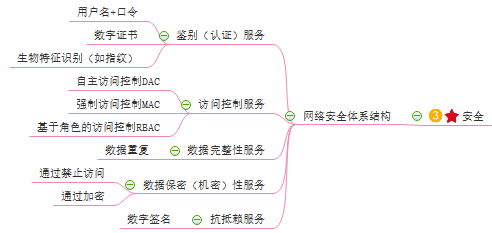 用户名+口令
数字证书
生物特征识别（如指纹）
鉴别（认证）服务
自主访问控制DAC
强制访问控制MAC
基于角色的访问控制RBAC
访问控制服务
数据重复
数据完整性服务
通过禁止访问
通过加密
数据保密（机密）性服务
数字签名
抗抵赖服务
网络安全体系结构
3
安全